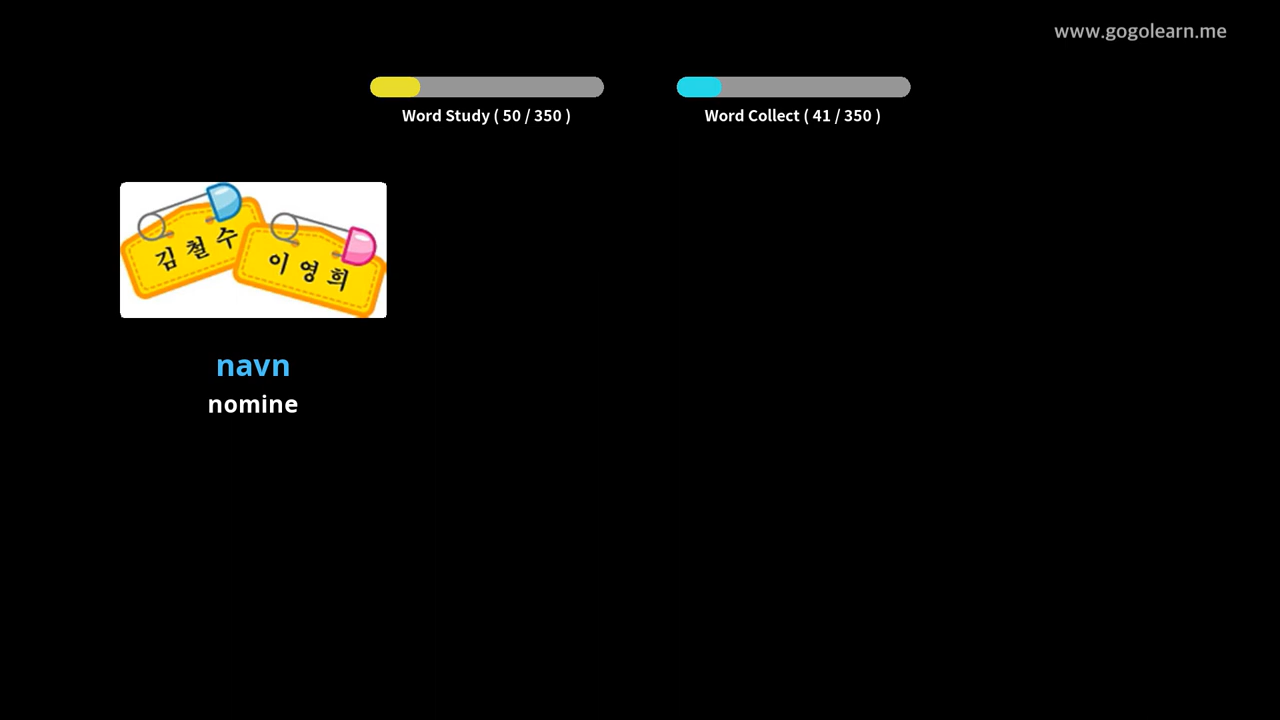 www.gogolearn.me
Word Study ( 50 / 350 )
Word Collect ( 41 / 350 )
김철수
이영희
navn
nomine